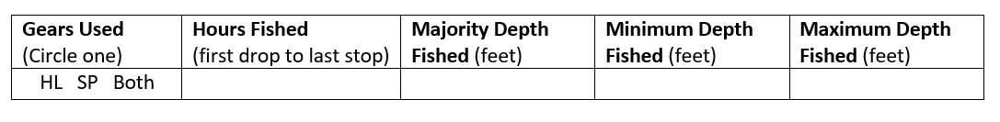 Gears Used
(Circle one)
Hours Fished
(first drop to last stop)
Majority Depth
Fished (feet)
Minimum Depth
Fished (feet)
Maximum Depth
Fished (feet)
HL SP Both